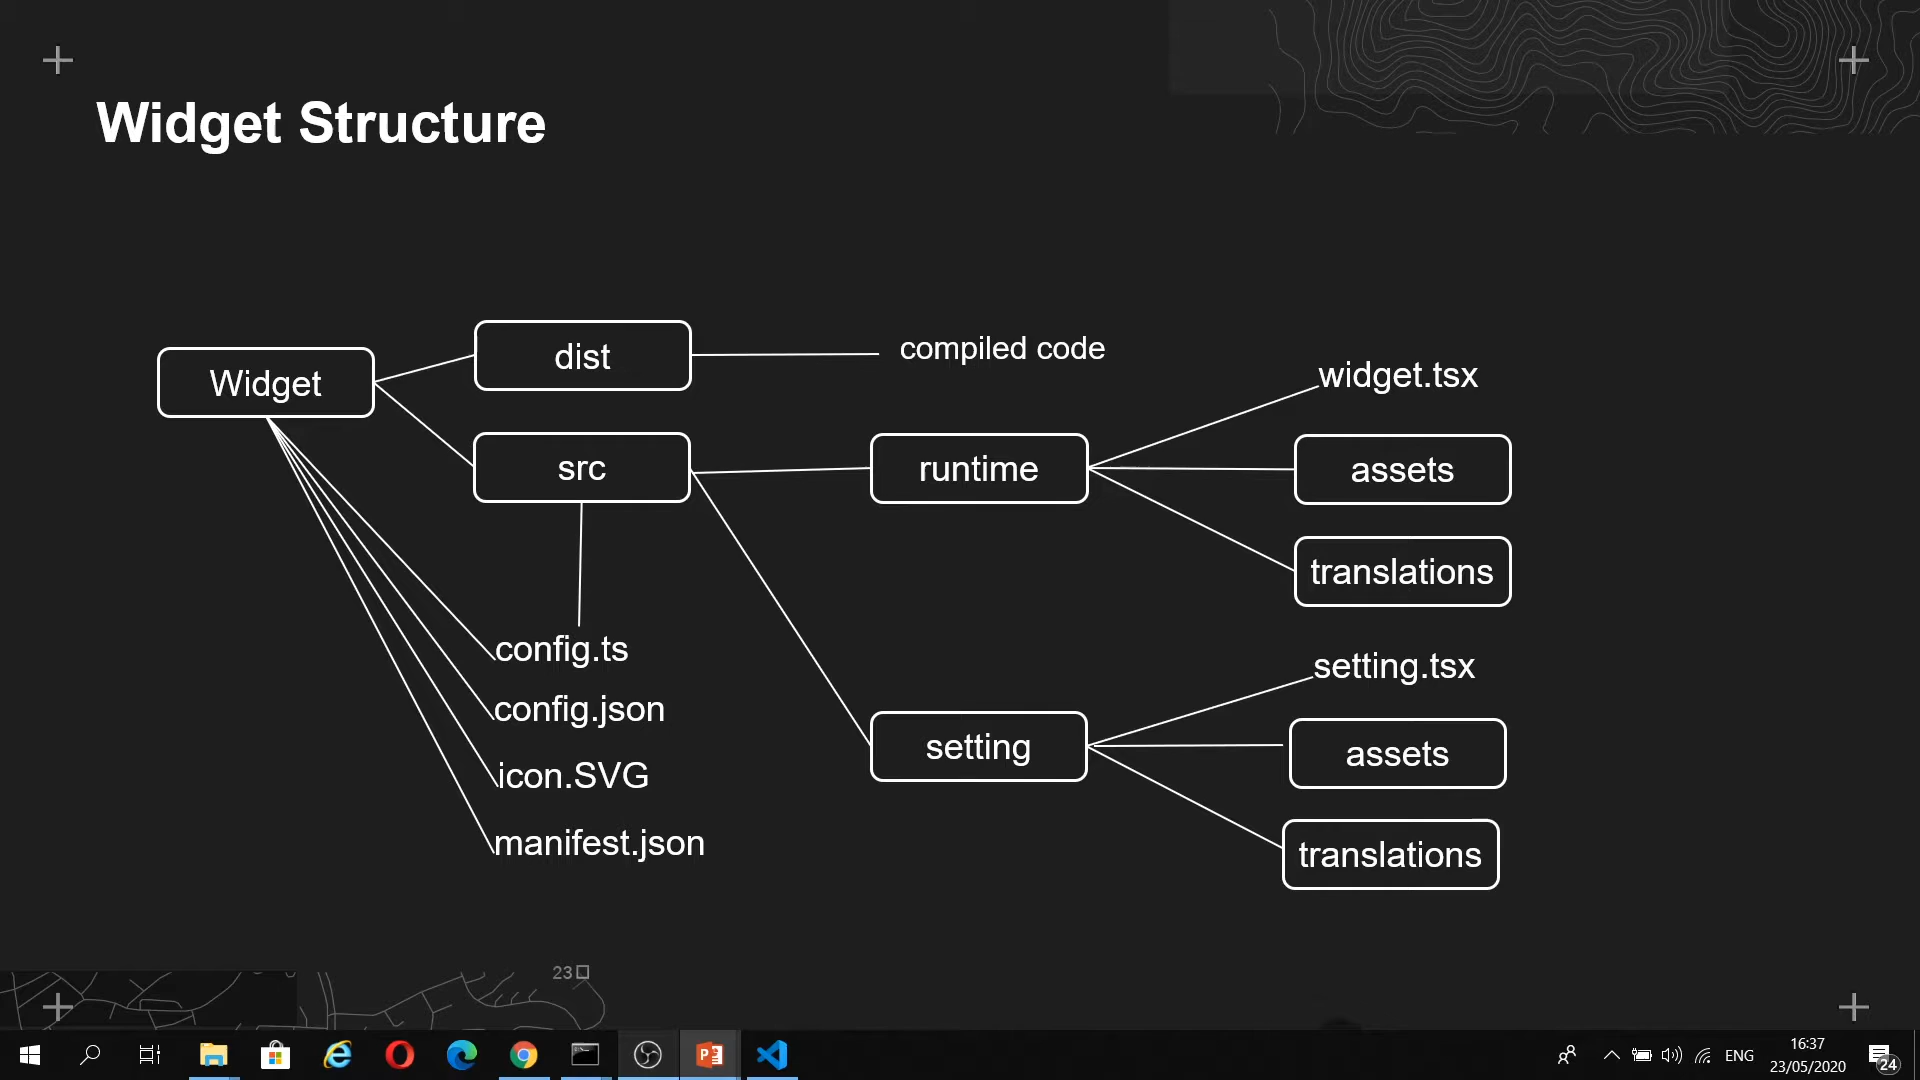 Widget Structure
Widget
dist
compiled code
src
runtime
widget.tsx
assets
translations
config.ts
config.json
icon.SVG
manifest.json
setting
setting.tsx
assets
translations
23
ENG
16:37
23/05/2020
24